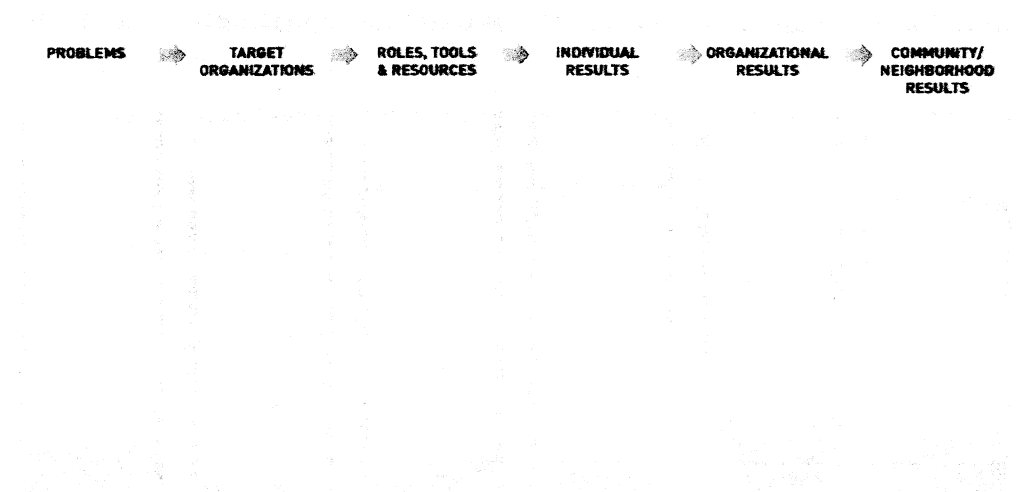 PROBLEMS
TARGET
ORGANIZATIONS
ROLES, TOOLS
& RESOURCES
INDIVIDUAL
RESULTS
ORGANIZATIONAL
RESULTS
COMMUNITY/
NEIGHBORHOOD
RESULTS